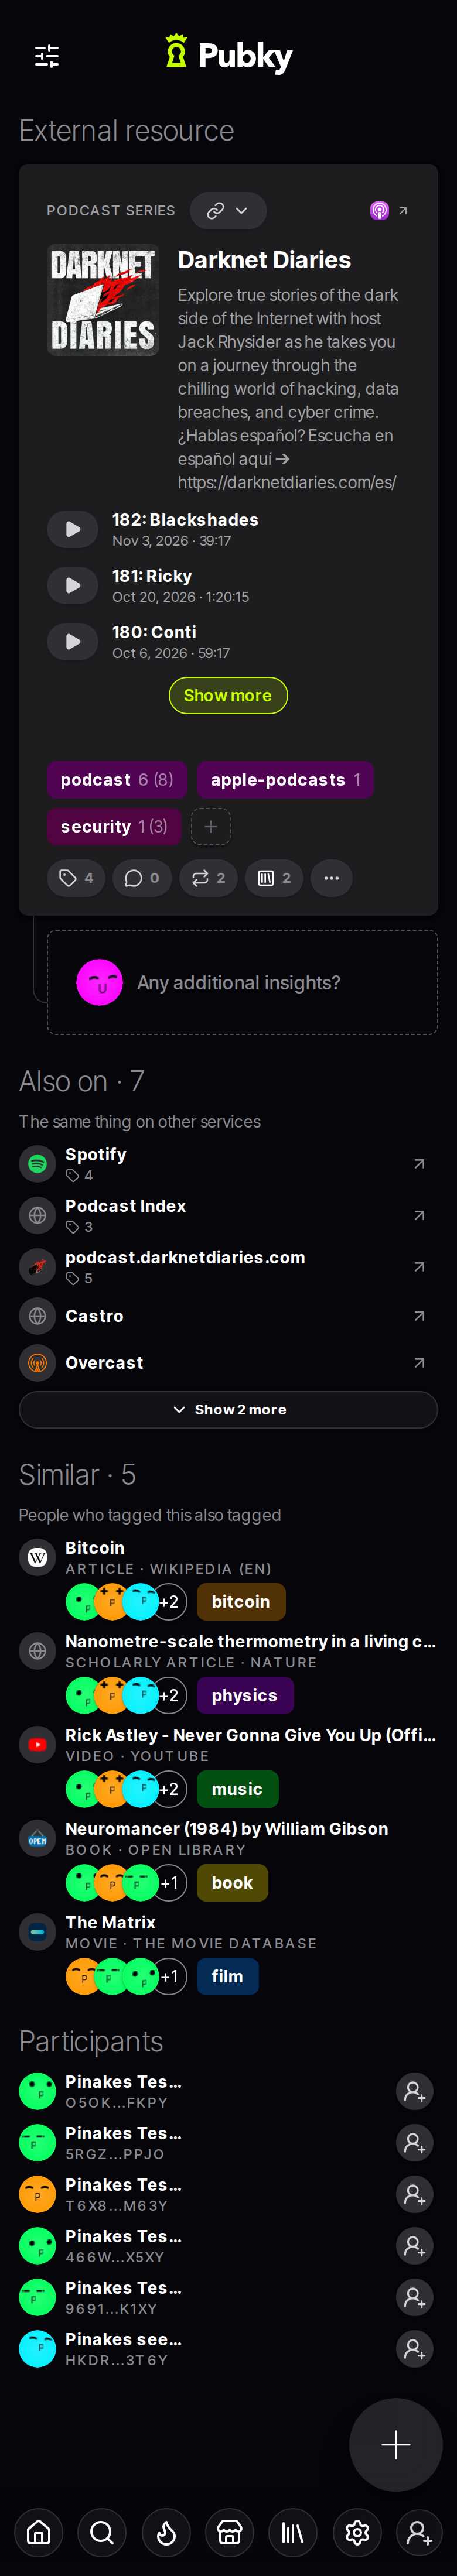 Pubky
External resource
PODCAST SERIES
DARKNET
DIARIES
Darknet Diaries
Explore true stories of the dark
side of the Internet with host
Jack Rhysider as he takes you
on a journey through the
chilling world of hacking, data
breaches, and cyber crime.
¿Hablas español? Escucha en
español aquí ➔
https://darknetdiaries.com/es/
182: Blackshades
Nov 3, 2026 · 39:17
181: Ricky
Oct 20, 2026 · 1:20:15
180: Conti
Oct 6, 2026 · 59:17
Show more
podcast 6 (8) apple-podcasts 1
security 1 (3)
4 0 2 2
Any additional insights?
Also on · 7
The same thing on other services
Spotify
4
Podcast Index
3
podcast.darknetdiaries.com
5
Castro
Overcast
Show 2 more
Similar · 5
People who tagged this also tagged
Bitcoin
ARTICLE · WIKIPEDIA (EN)
+2 bitcoin
Nanometre-scale thermometry in a living c...
SCHOLARLY ARTICLE · NATURE
+2 physics
Rick Astley - Never Gonna Give You Up (Offi...
VIDEO · YOUTUBE
+2 music
Neuromancer (1984) by William Gibson
BOOK · OPEN LIBRARY
+1 book
The Matrix
MOVIE · THE MOVIE DATABASE
+1 film
Participants
Pinakes Tes...
O5OK...FKPY
Pinakes Tes...
5RGZ...PPJO
Pinakes Tes...
T6X8...M63Y
Pinakes Tes...
466W...X5XY
Pinakes Tes...
9691...K1XY
Pinakes see...
HKDR...3T6Y